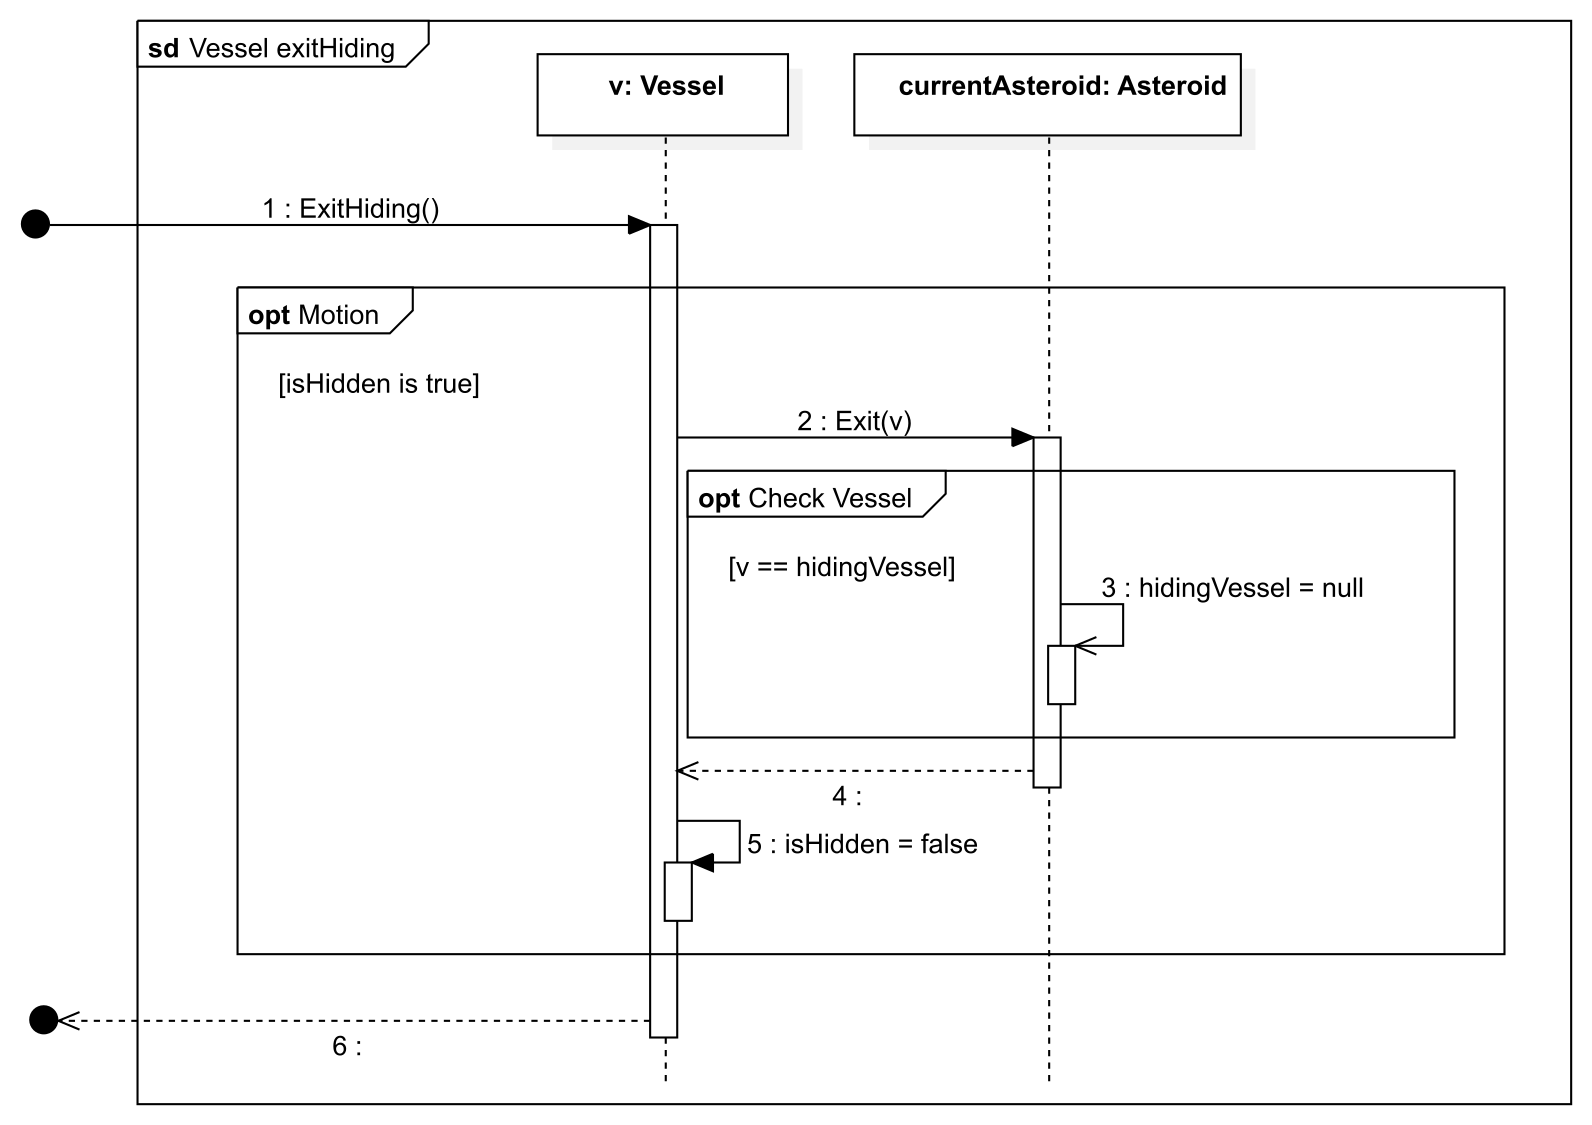 sd Vessel exitHiding
v: Vessel
currentAsteroid: Asteroid
1 : ExitHiding()
opt Motion
[isHidden is true]
2 : Exit(v)
opt Check Vessel
[v == hidingVessel]
3 : hidingVessel = null
4 :
5 : isHidden = false
6 :